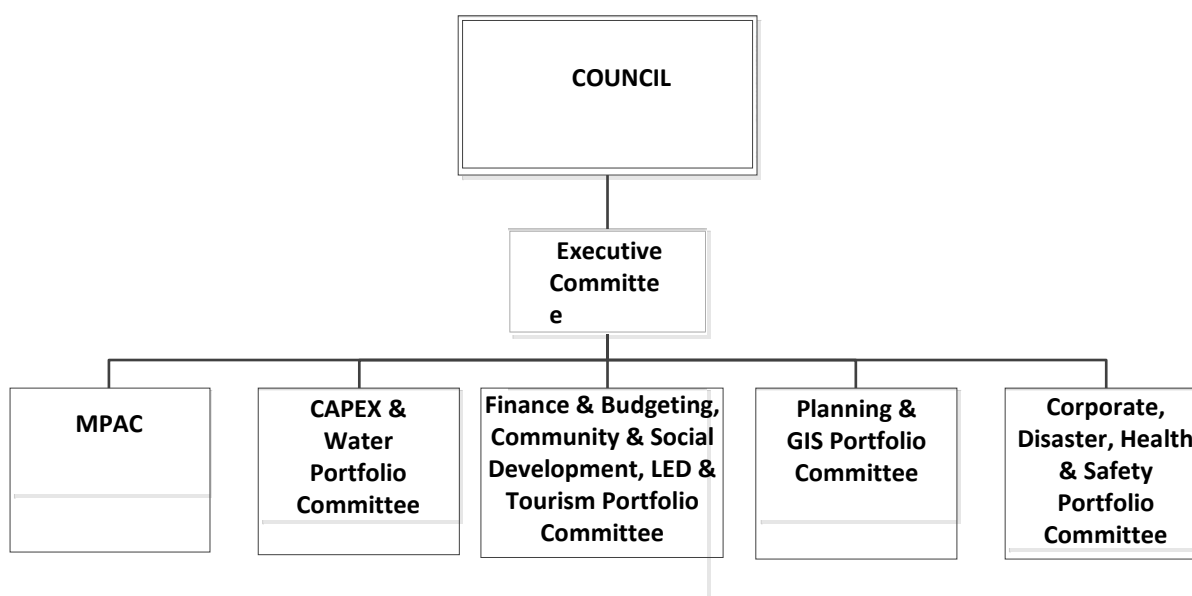 COUNCIL
Executive
Committe
e
MPAC
CAPEX &
Water
Portfolio
Committee
Finance & Budgeting,
Community & Social
Development, LED &
Tourism Portfolio
Committee
Planning &
GIS Portfolio
Committee
Corporate,
Disaster, Health
& Safety
Portfolio
Committee